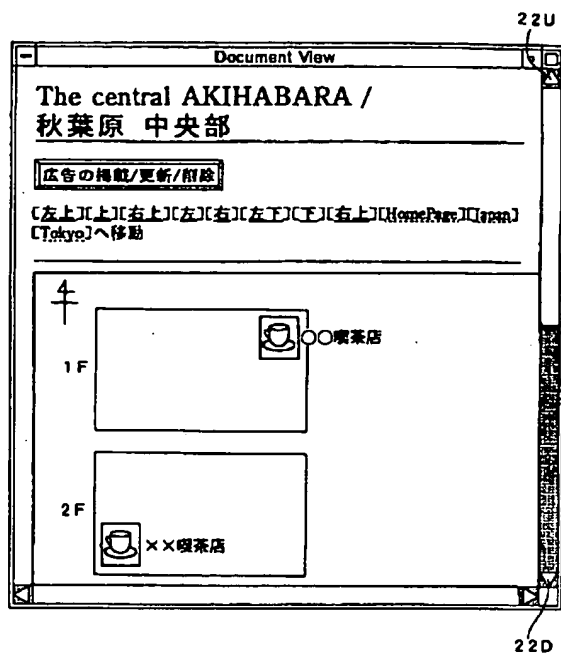 22U
Document View
The central AKIHABARA /
秋葉原 中央部
広告の掲載/更新/削除
[左上][上][右上][左][右][左下][下][右上][HomePage][Japan]
[Tokyo]へ移動
4
1F
○○喫茶店
2F
××喫茶店
22D